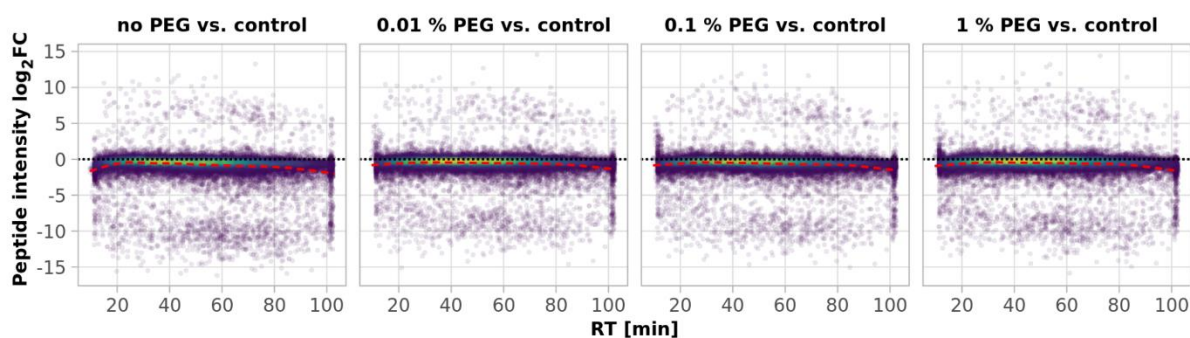 no PEG vs. control
0.01 % PEG vs. control
0.1 % PEG vs. control
1 % PEG vs. control
Peptide intensity log₂FC
15
10
5
0
-5
-10
-15
20 40 60 80 100
20 40 60 80 100
20 40 60 80 100
20 40 60 80 100
RT [min]